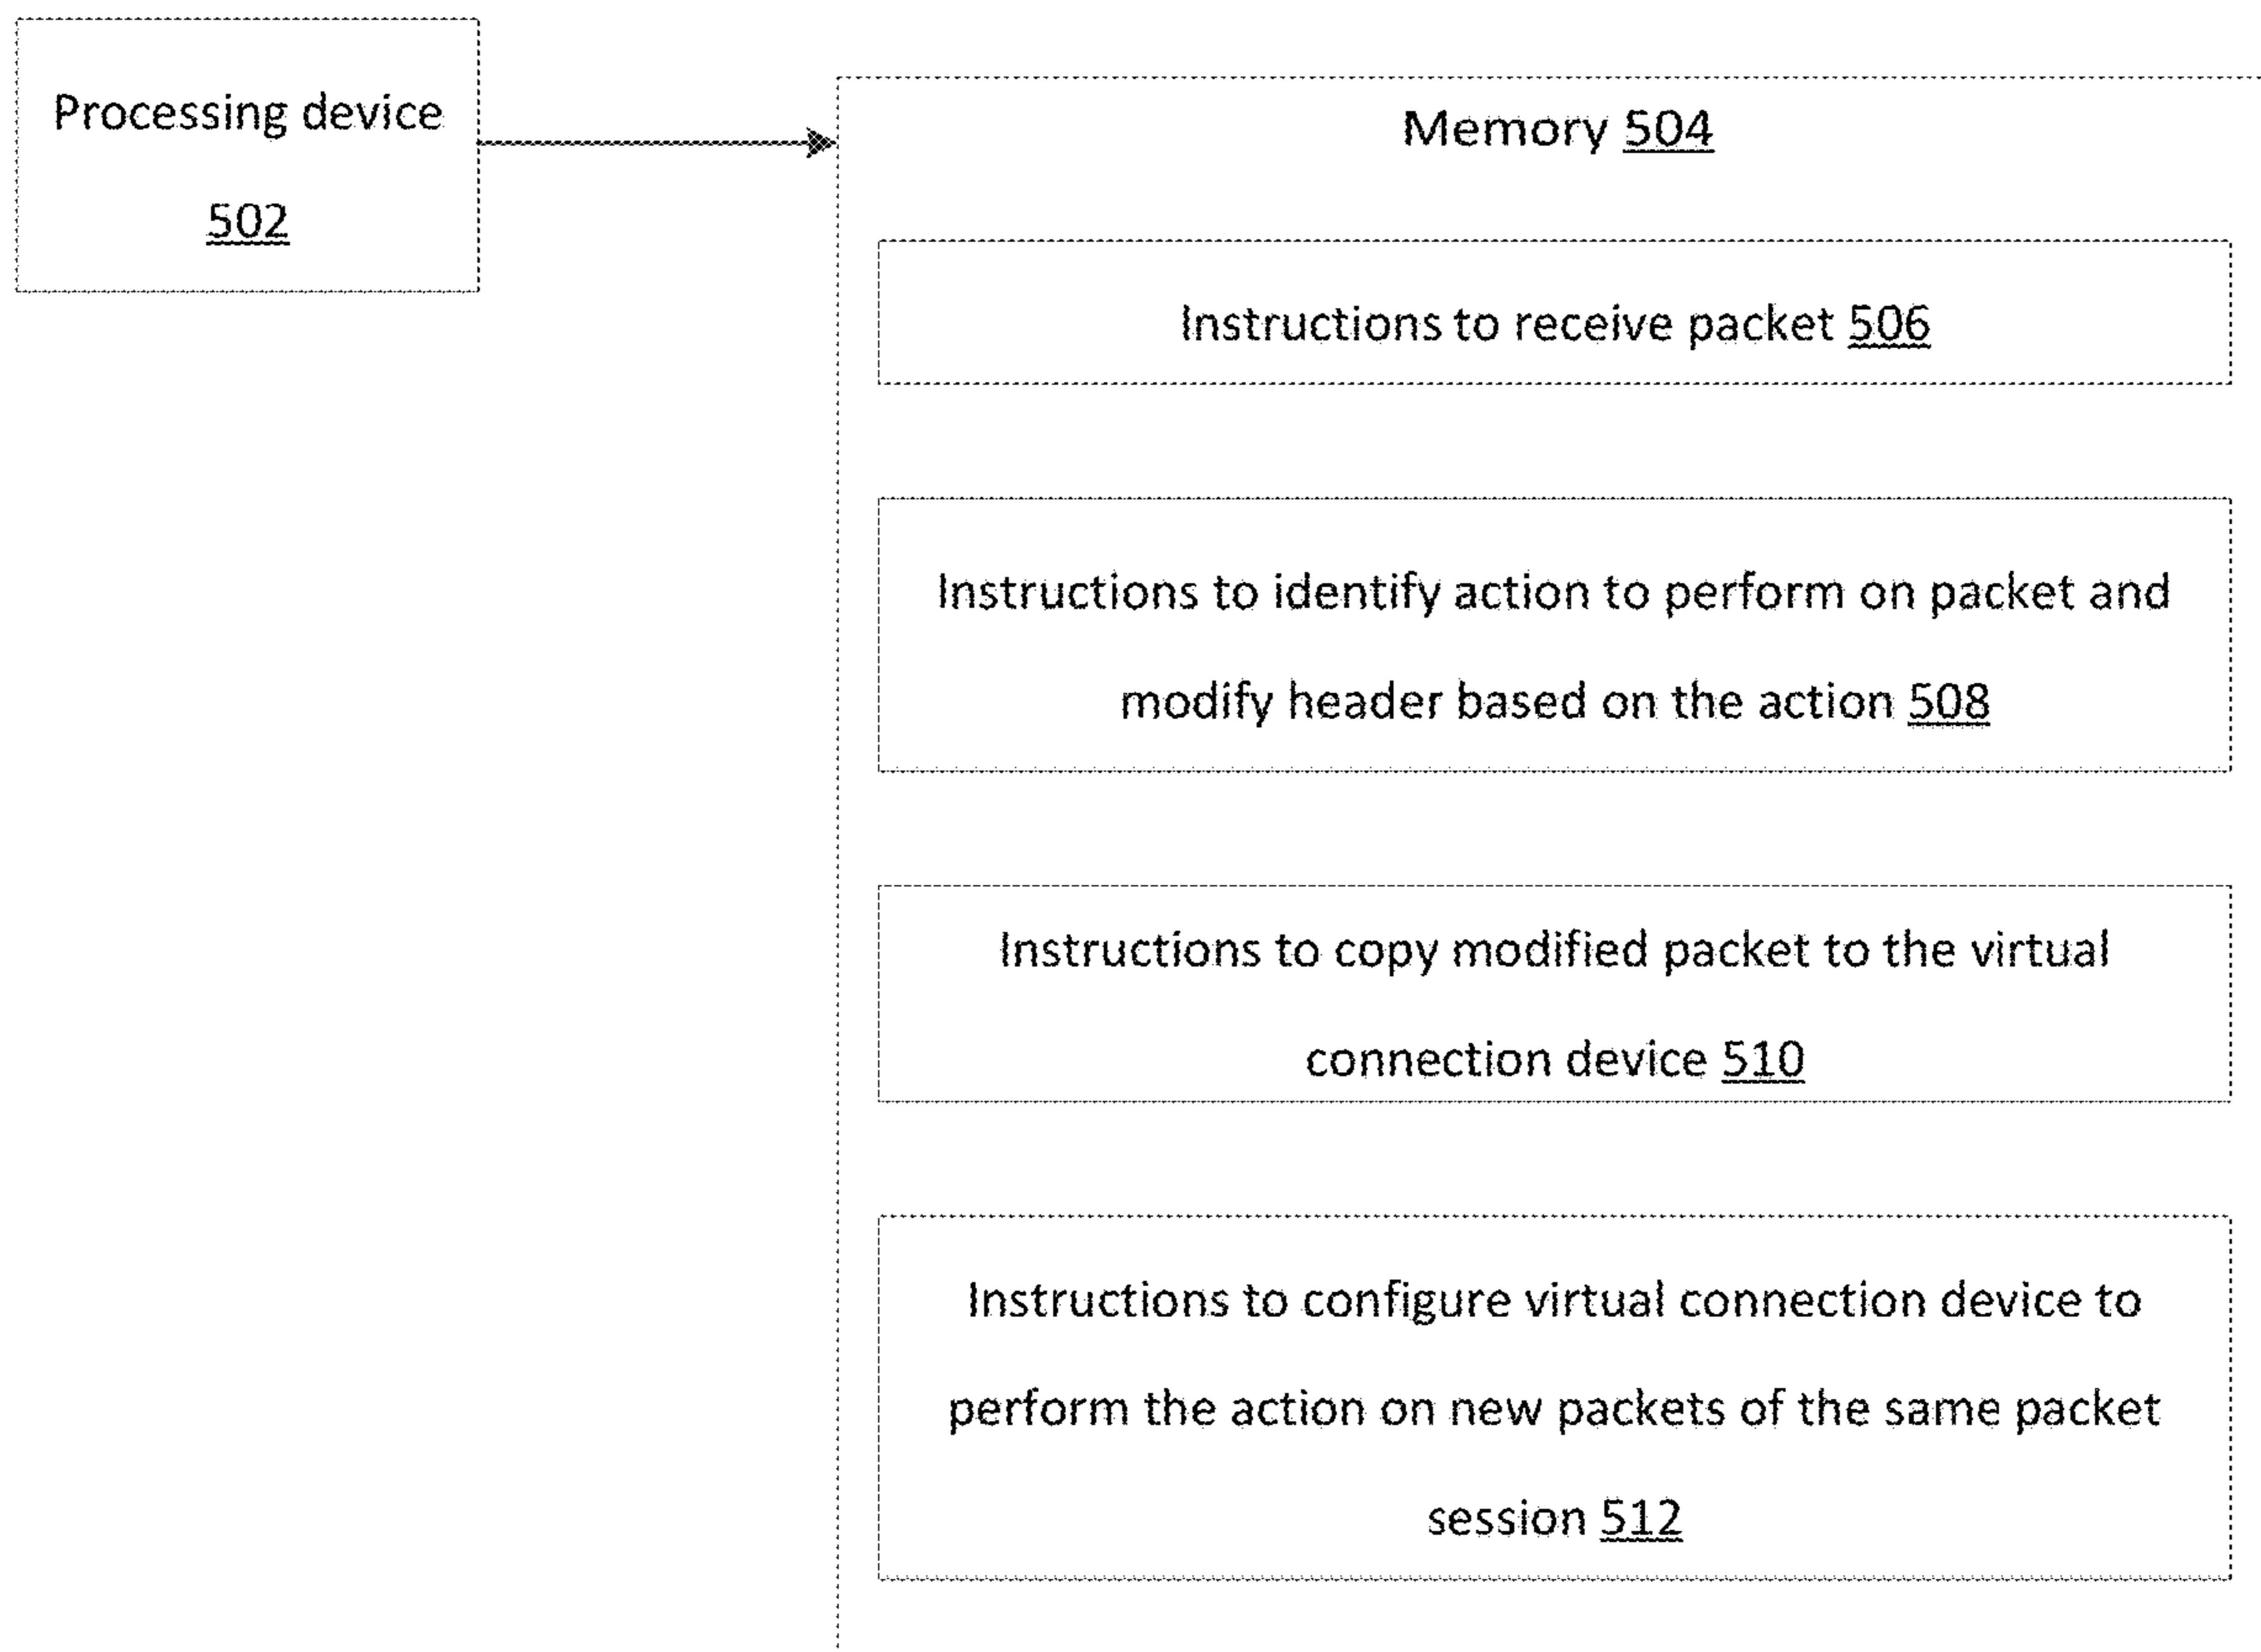 Processing device
502
Memory 504
Instructions to receive packet 506
Instructions to identify action to perform on packet and
modify header based on the action 508
Instructions to copy modified packet to the virtual
connection device 510
Instructions to configure virtual connection device to
perform the action on new packets of the same packet
session 512